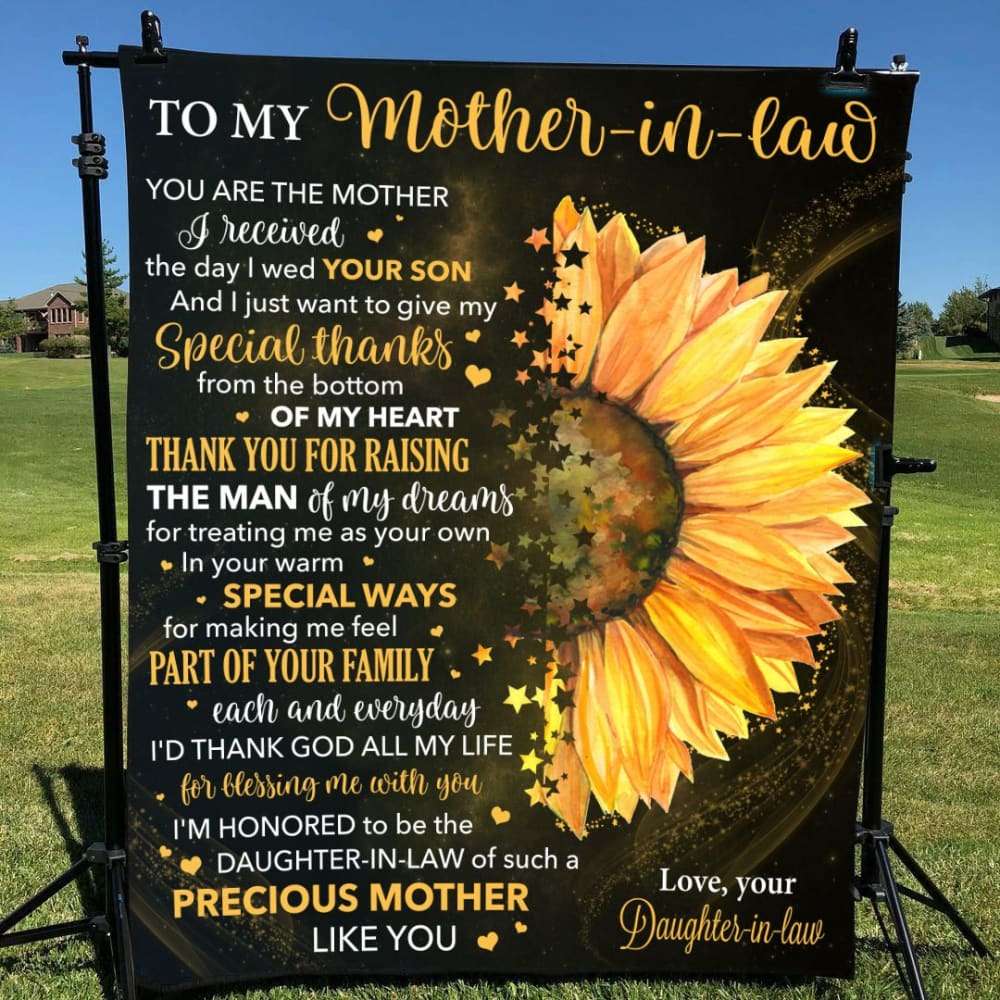 TO MY Mother-in-law
YOU ARE THE MOTHER
I received
the day I wed YOUR SON
And I just want to give my
Special thanks
from the bottom
OF MY HEART
THANK YOU FOR RAISING
THE MAN of my dreams
for treating me as your own
In your warm
SPECIAL WAYS
for making me feel
PART OF YOUR FAMILY
each and everyday
I'D THANK GOD ALL MY LIFE
for blessing me with you
I'M HONORED to be the
DAUGHTER-IN-LAW of such a
PRECIOUS MOTHER
LIKE YOU
Love, your
Daughter-in-law